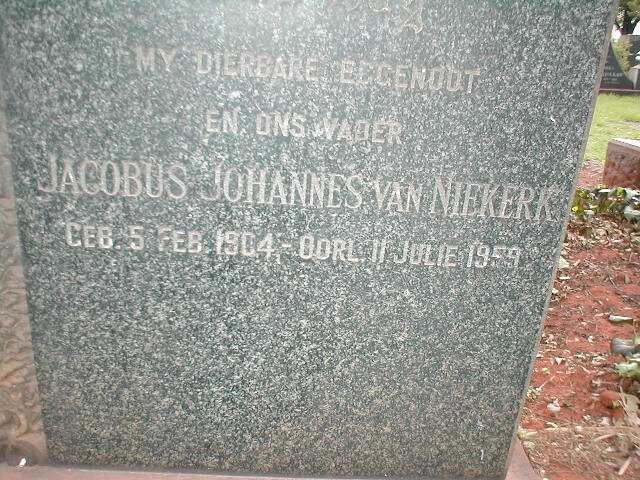 MY DIERBARE EGGENOOT
EN ONS VADER
JACOBUS JOHANNES VAN NIEKERK
GEB. 5 FEB. 1904 - OORL. 11 JULIE 1959